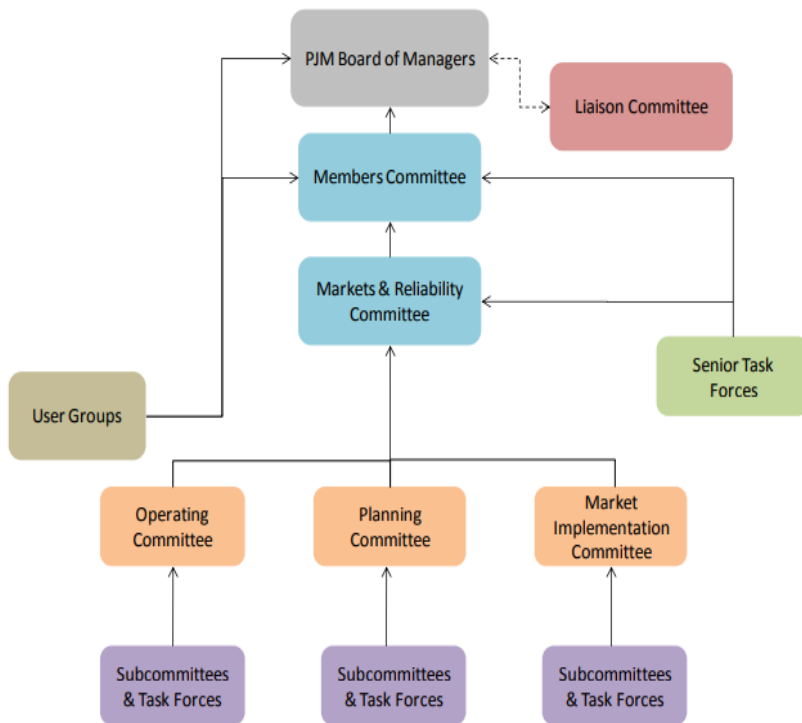 PJM Board of Managers
Liaison Committee
Members Committee
Markets & Reliability
Committee
Senior Task
Forces
User Groups
Operating
Committee
Planning
Committee
Market
Implementation
Committee
Subcommittees
& Task Forces
Subcommittees
& Task Forces
Subcommittees
& Task Forces